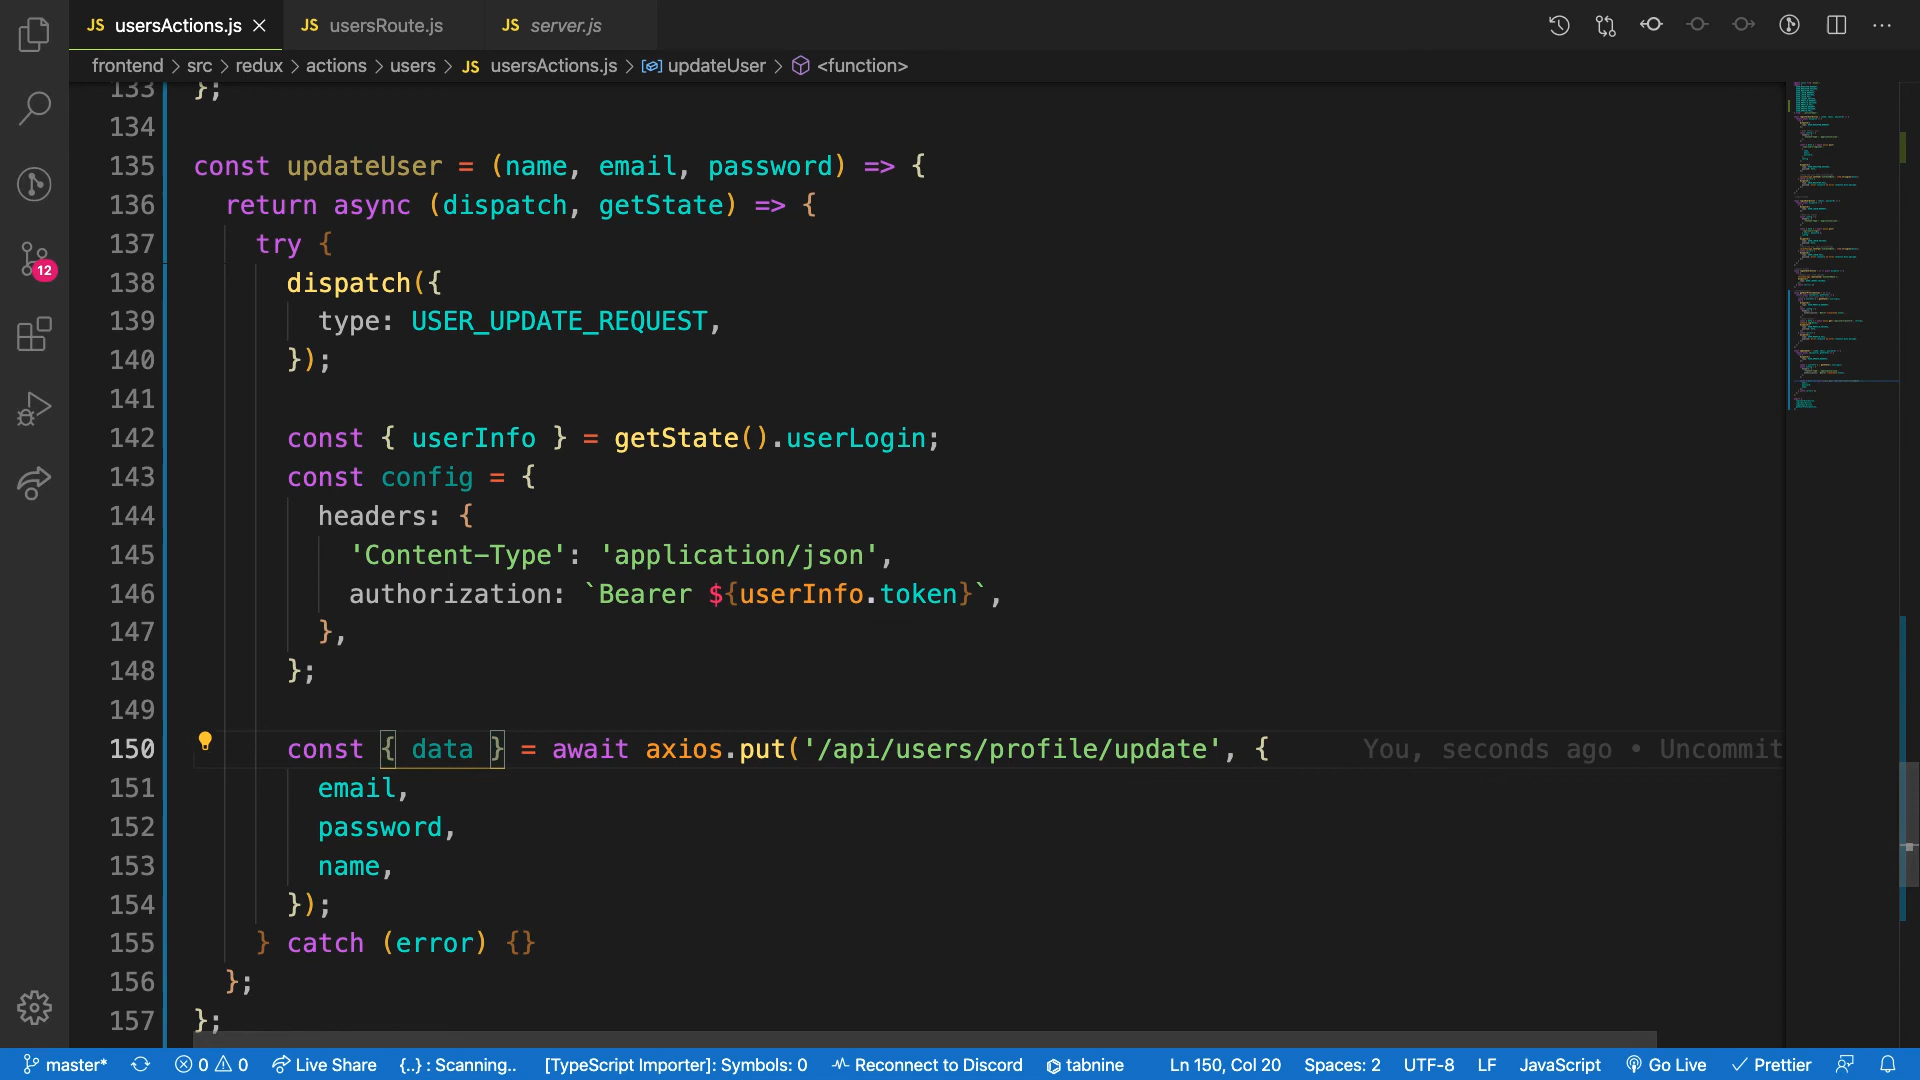 JS usersActions.js
JS usersRoute.js
JS server.js
frontend > src > redux > actions > users > JS usersActions.js > updateUser > <function>
133 };
134
135 const updateUser = (name, email, password) => {
136 return async (dispatch, getState) => {
137 try {
138 dispatch({
139 type: USER_UPDATE_REQUEST,
140 });
141
142 const { userInfo } = getState().userLogin;
143 const config = {
144 headers: {
145 'Content-Type': 'application/json',
146 authorization: `Bearer ${userInfo.token}`,
147 },
148 };
149
150 const { data } = await axios.put('/api/users/profile/update', { You, seconds ago • Uncommit
151 email,
152 password,
153 name,
154 });
155 } catch (error) {}
156 };
157 };
12
master* 0 0 Live Share {..} : Scanning.. [TypeScript Importer]: Symbols: 0 Reconnect to Discord tabnine Ln 150, Col 20 Spaces: 2 UTF-8 LF JavaScript Go Live Prettier